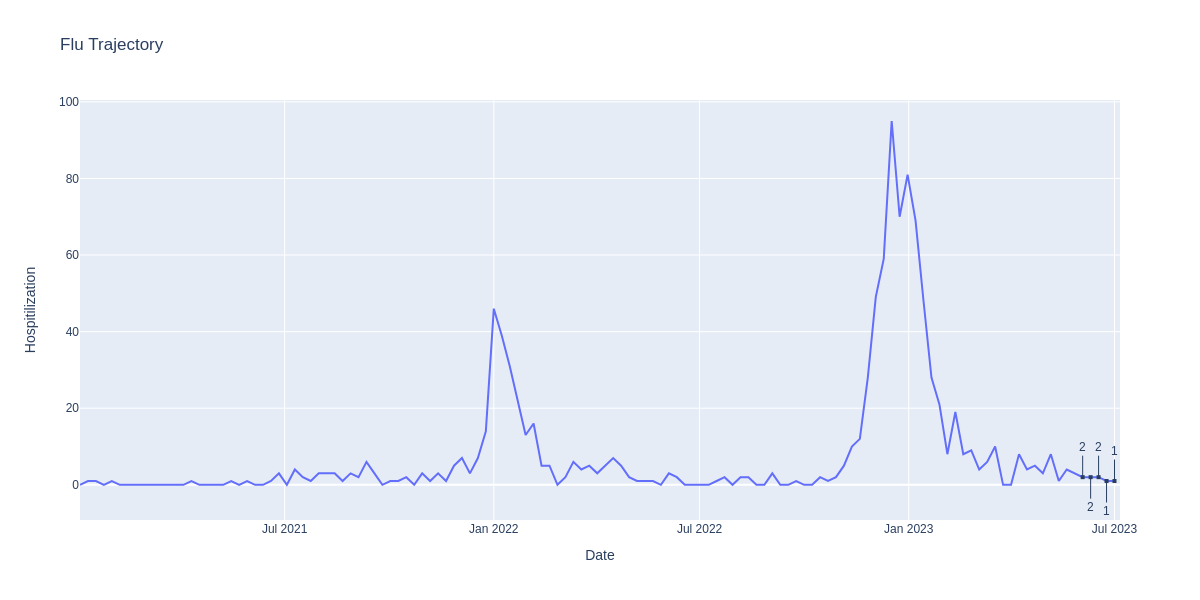 Flu Trajectory
100
80
60
40
20
0
Hospitilization
2
2
2
1
1
Jul 2021
Jan 2022
Jul 2022
Jan 2023
Jul 2023
Date